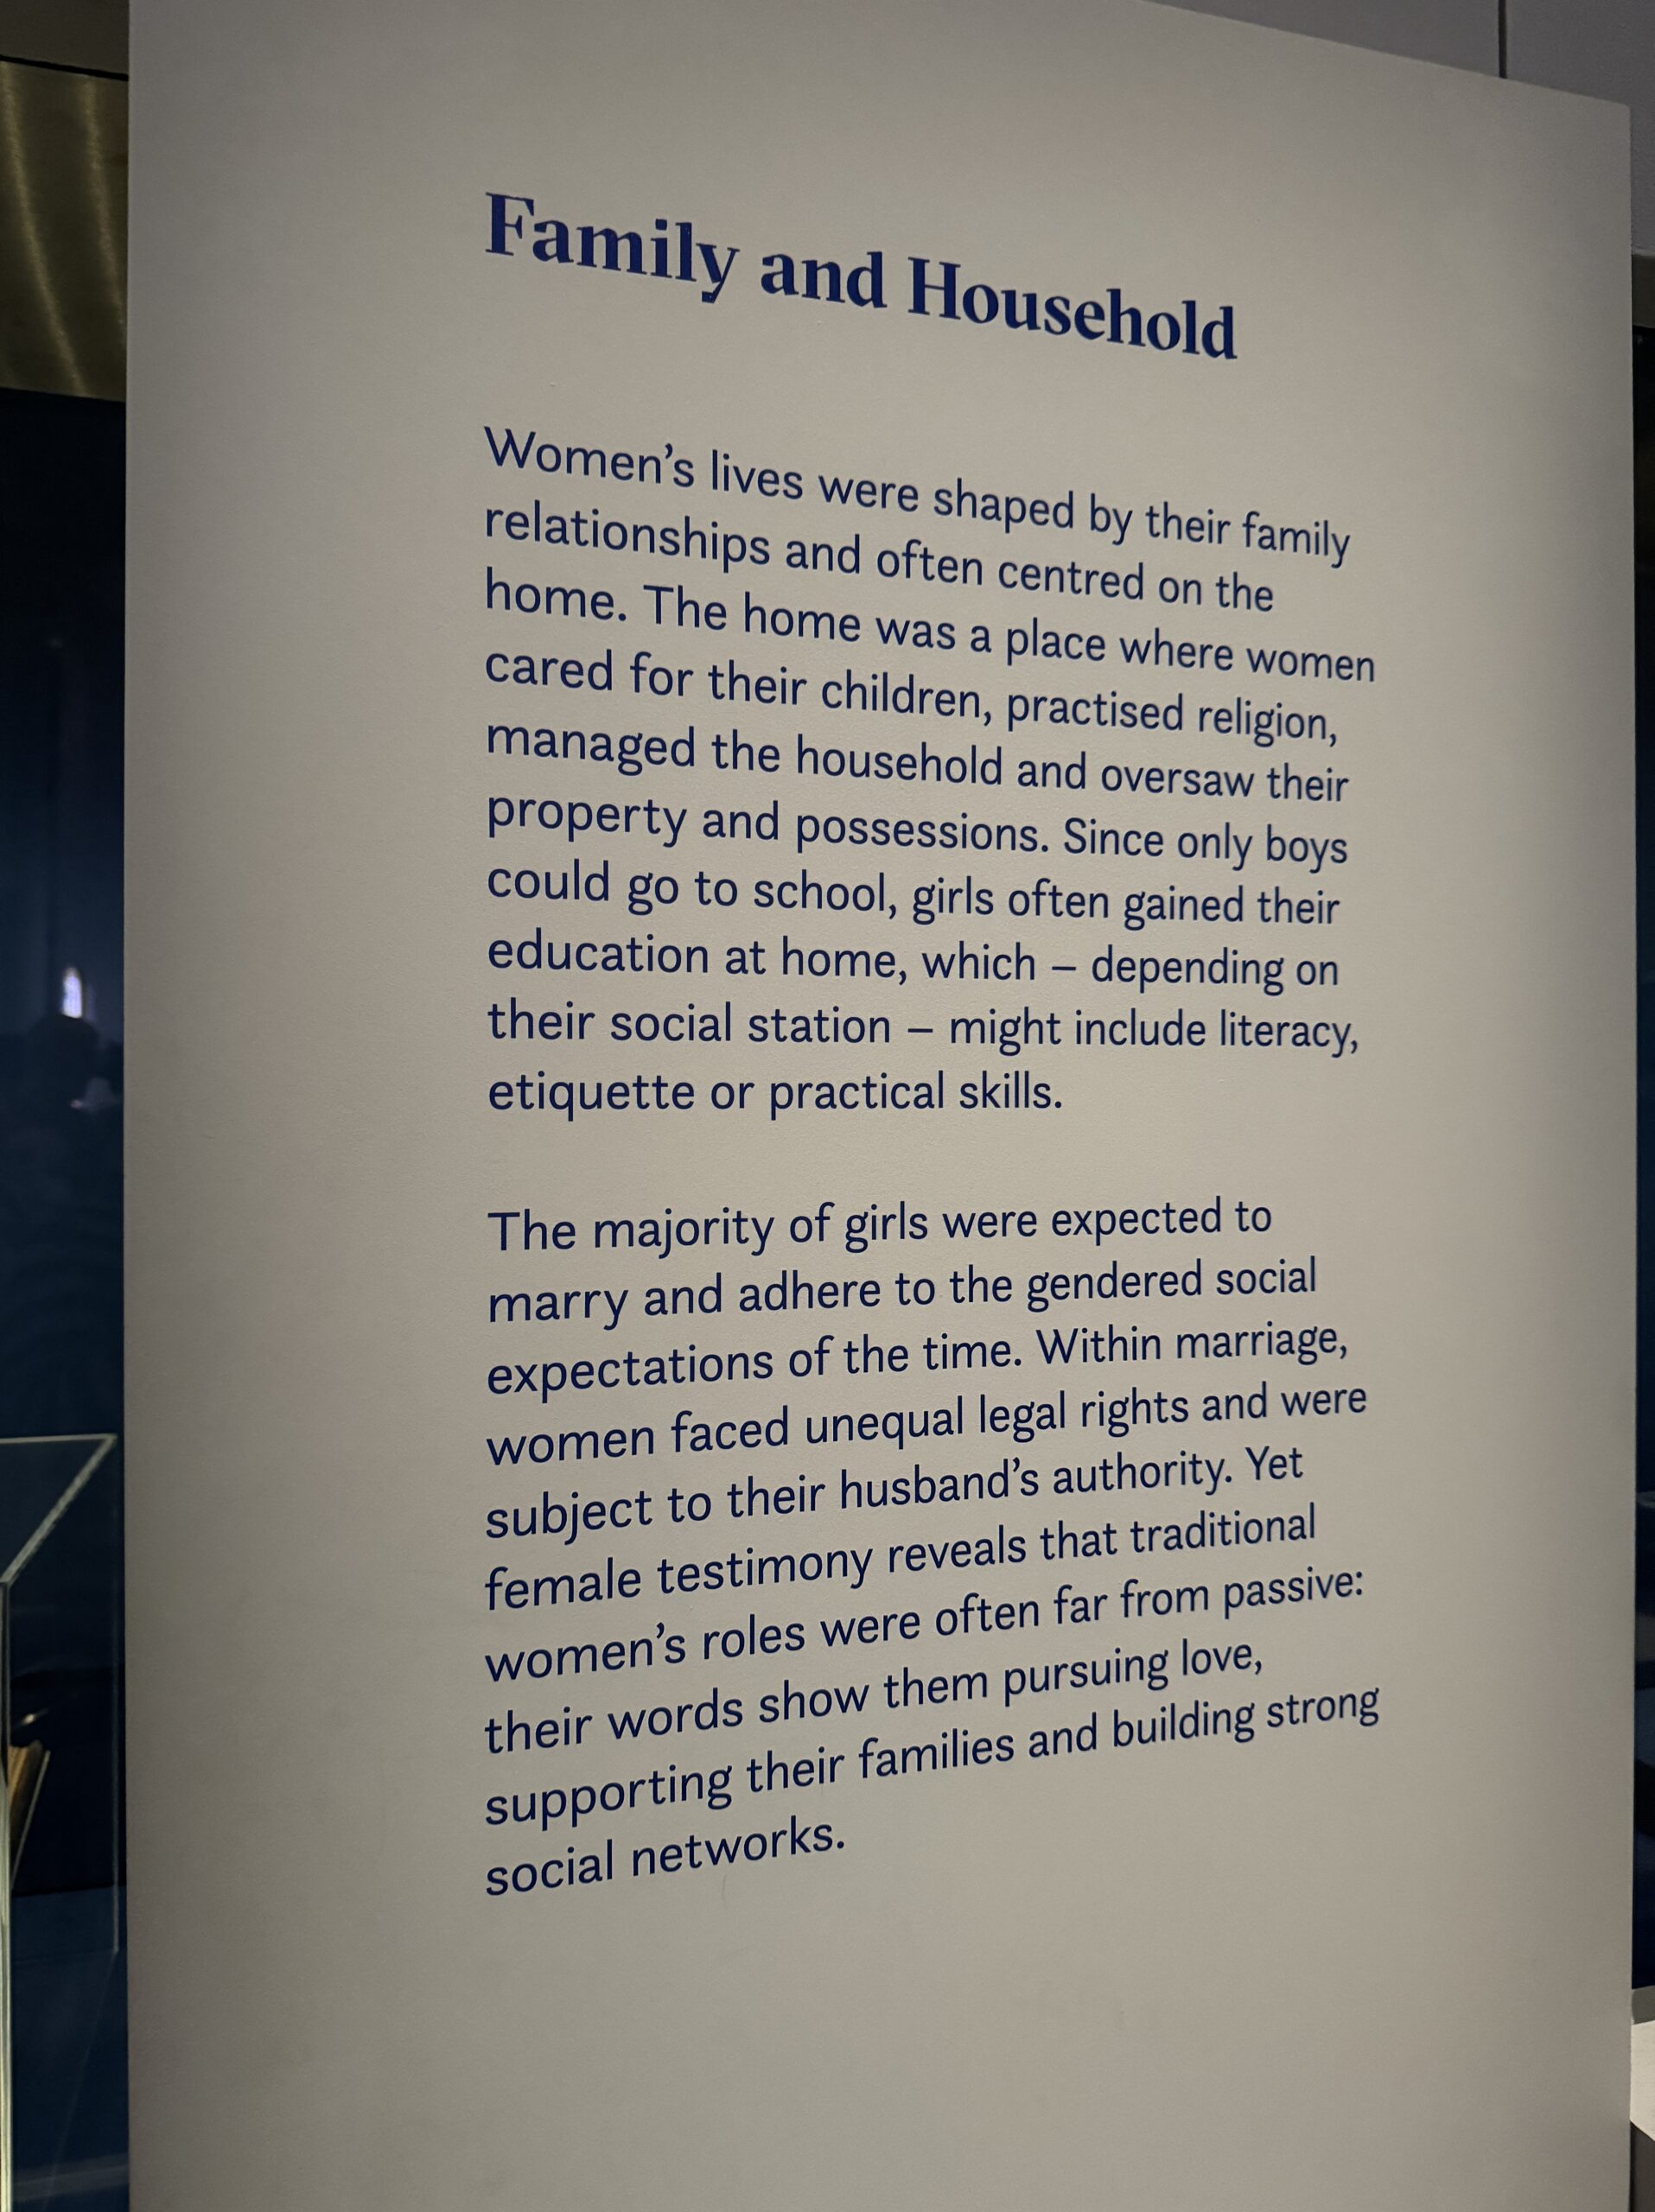 Family and Household
Women’s lives were shaped by their family
relationships and often centred on the
home. The home was a place where women
cared for their children, practised religion,
managed the household and oversaw their
property and possessions. Since only boys
could go to school, girls often gained their
education at home, which – depending on
their social station – might include literacy,
etiquette or practical skills.
The majority of girls were expected to
marry and adhere to the gendered social
expectations of the time. Within marriage,
women faced unequal legal rights and were
subject to their husband’s authority. Yet
female testimony reveals that traditional
women’s roles were often far from passive:
their words show them pursuing love,
supporting their families and building strong
social networks.